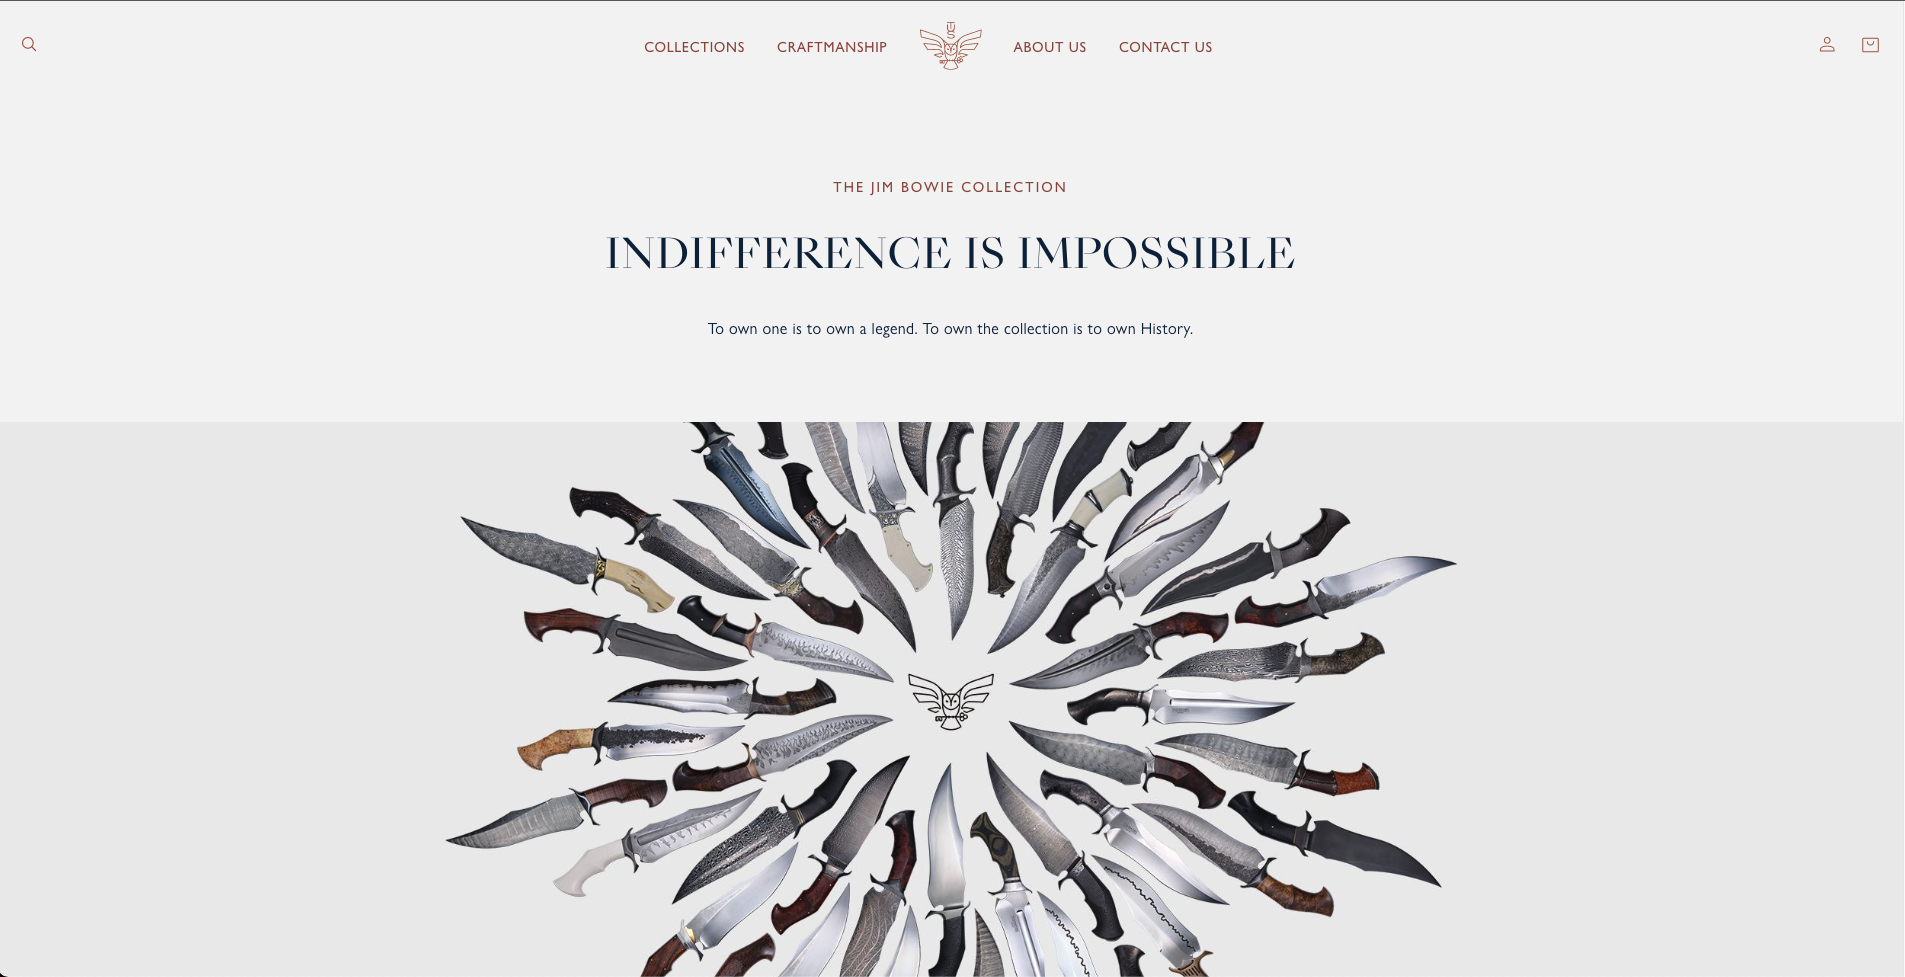 COLLECTIONS CRAFTMANSHIP ABOUT US CONTACT US
THE JIM BOWIE COLLECTION
INDIFFERENCE IS IMPOSSIBLE
To own one is to own a legend. To own the collection is to own History.